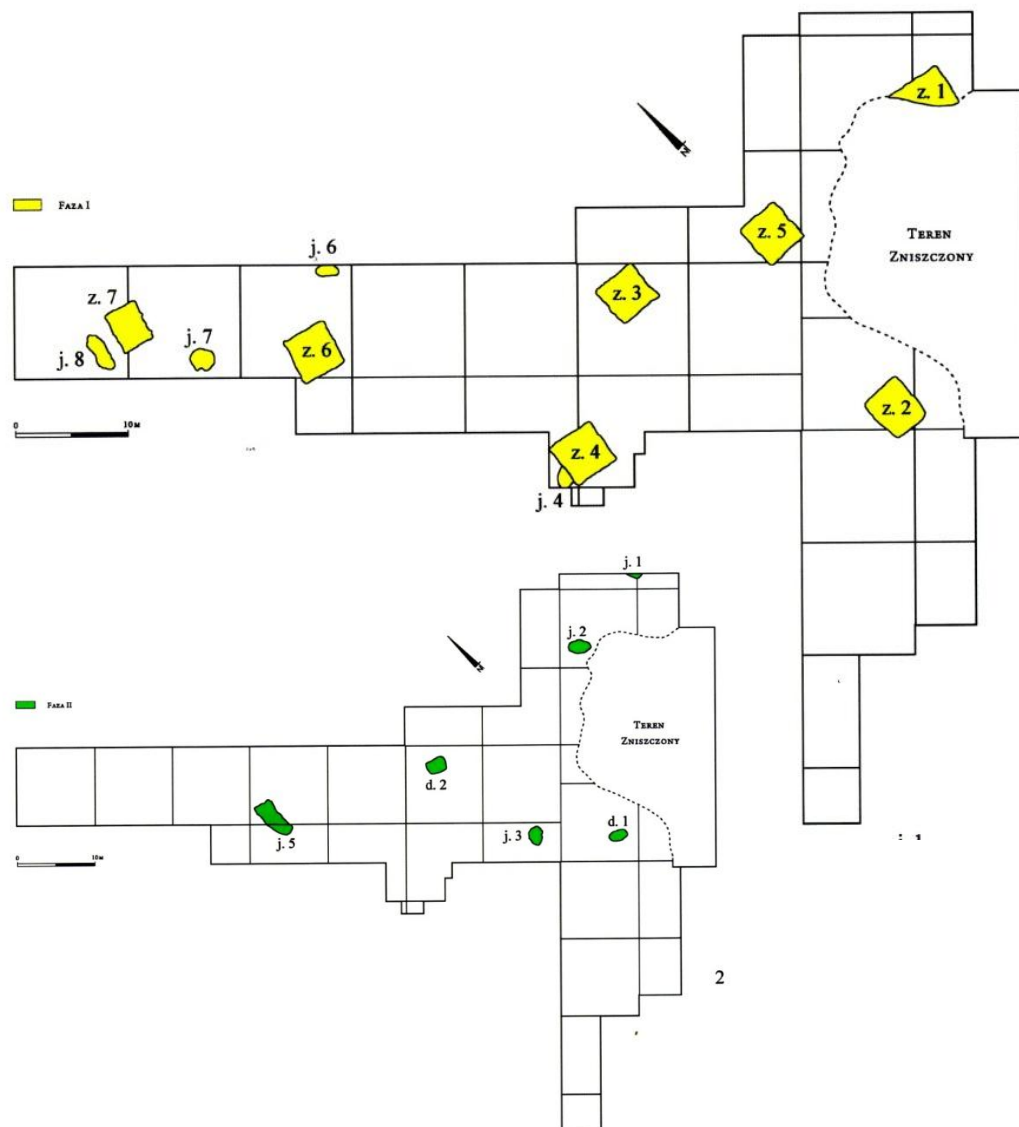 z. 1
z. 5
TEREN
ZNISZCZONY
FAZA I
j. 6
z. 3
z. 7
j. 7
j. 8
z. 6
z. 2
0 10 M
z. 4
j. 4
j. 1
j. 2
FAZA II
TEREN
ZNISZCZONY
d. 2
j. 5
j. 3
d. 1
0 10M
2